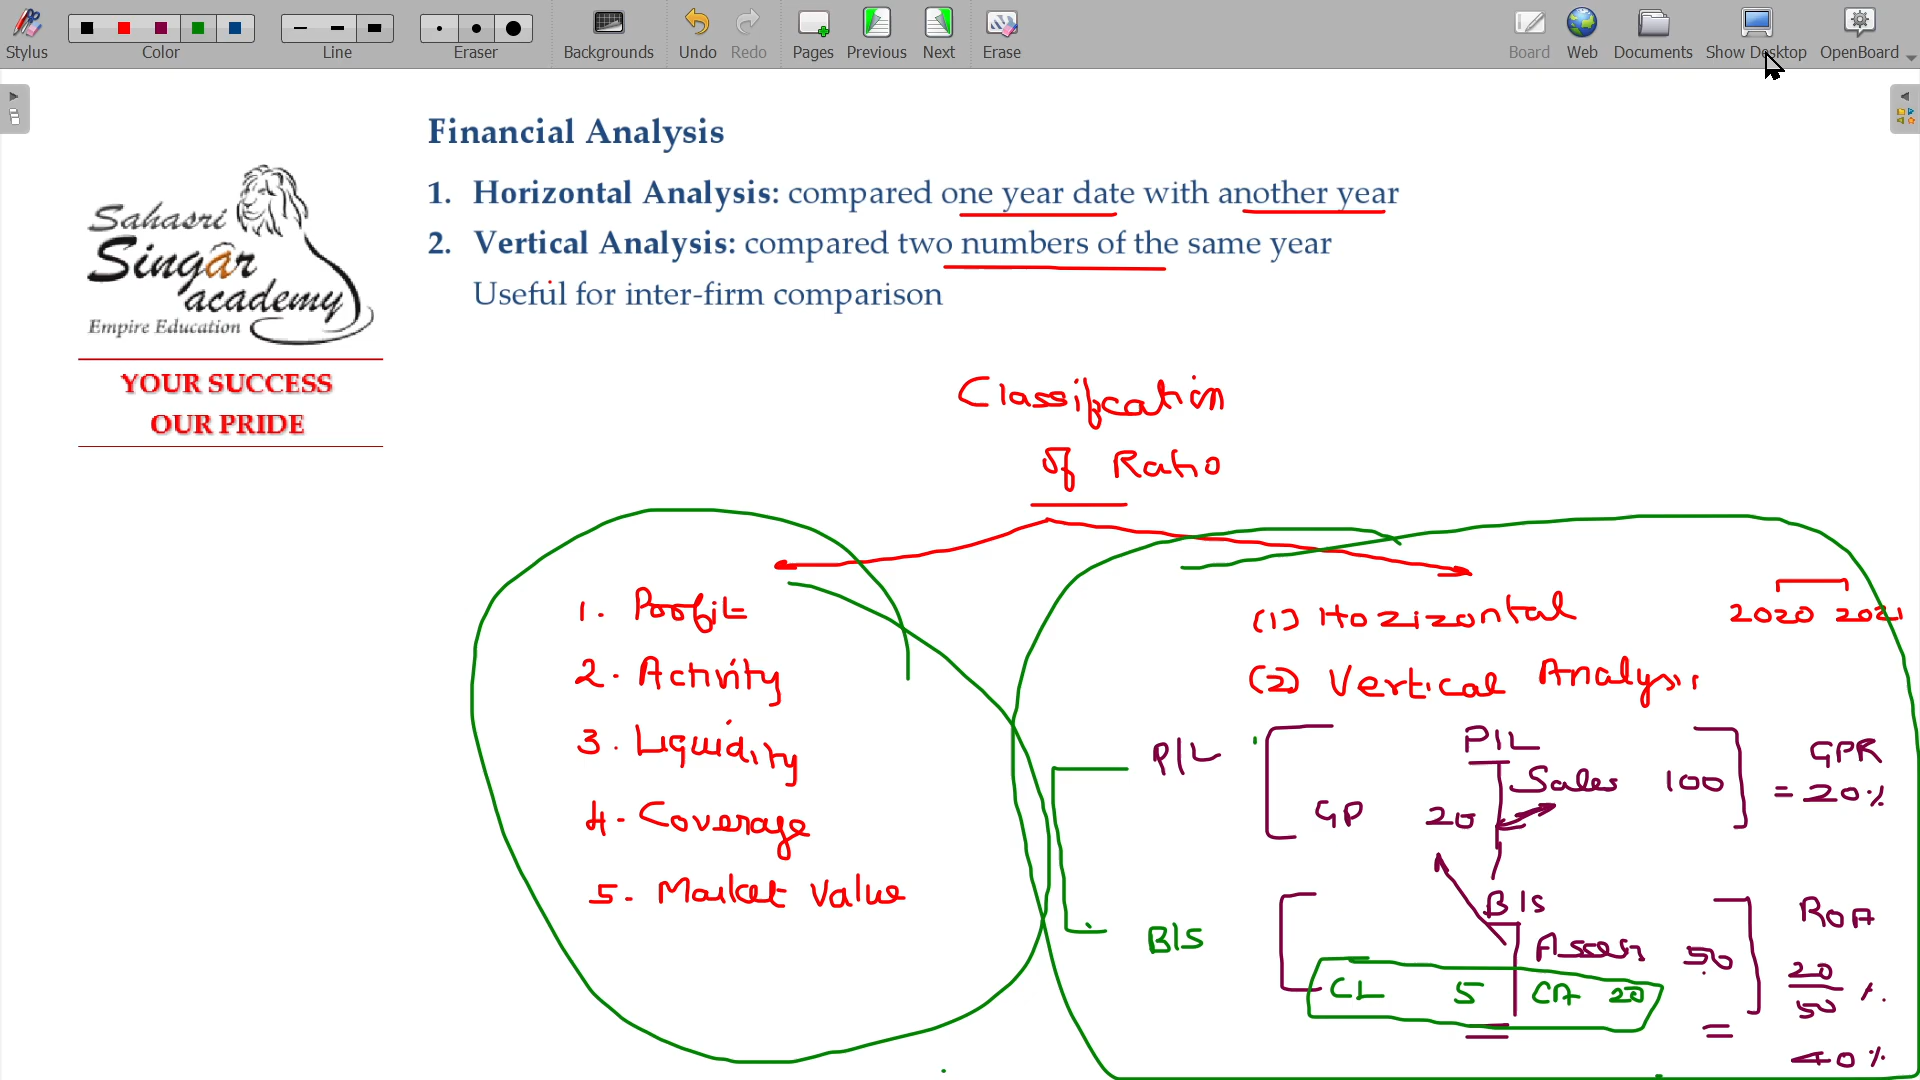 Stylus
Color
Line
Eraser
Backgrounds
Undo
Redo
Pages
Previous
Next
Erase
Board
Web
Documents
Show Desktop
OpenBoard
Sahasri
Singar
academy
Empire Education
YOUR SUCCESS
OUR PRIDE
Financial Analysis
1. Horizontal Analysis: compared one year date with another year
2. Vertical Analysis: compared two numbers of the same year
Useful for inter-firm comparison
Classification
of Ratio
1. Profit
2. Activity
3. Liquidity
4. Coverage
5. Market Value
(1) Horizontal 2020 2021
(2) Vertical Analysis
P/L
P/L
Sales 100
GP 20
GPR
= 20%
B/S
B/S
Assets 50
CL 5 CA 20
ROA
20
50 %
=
40%